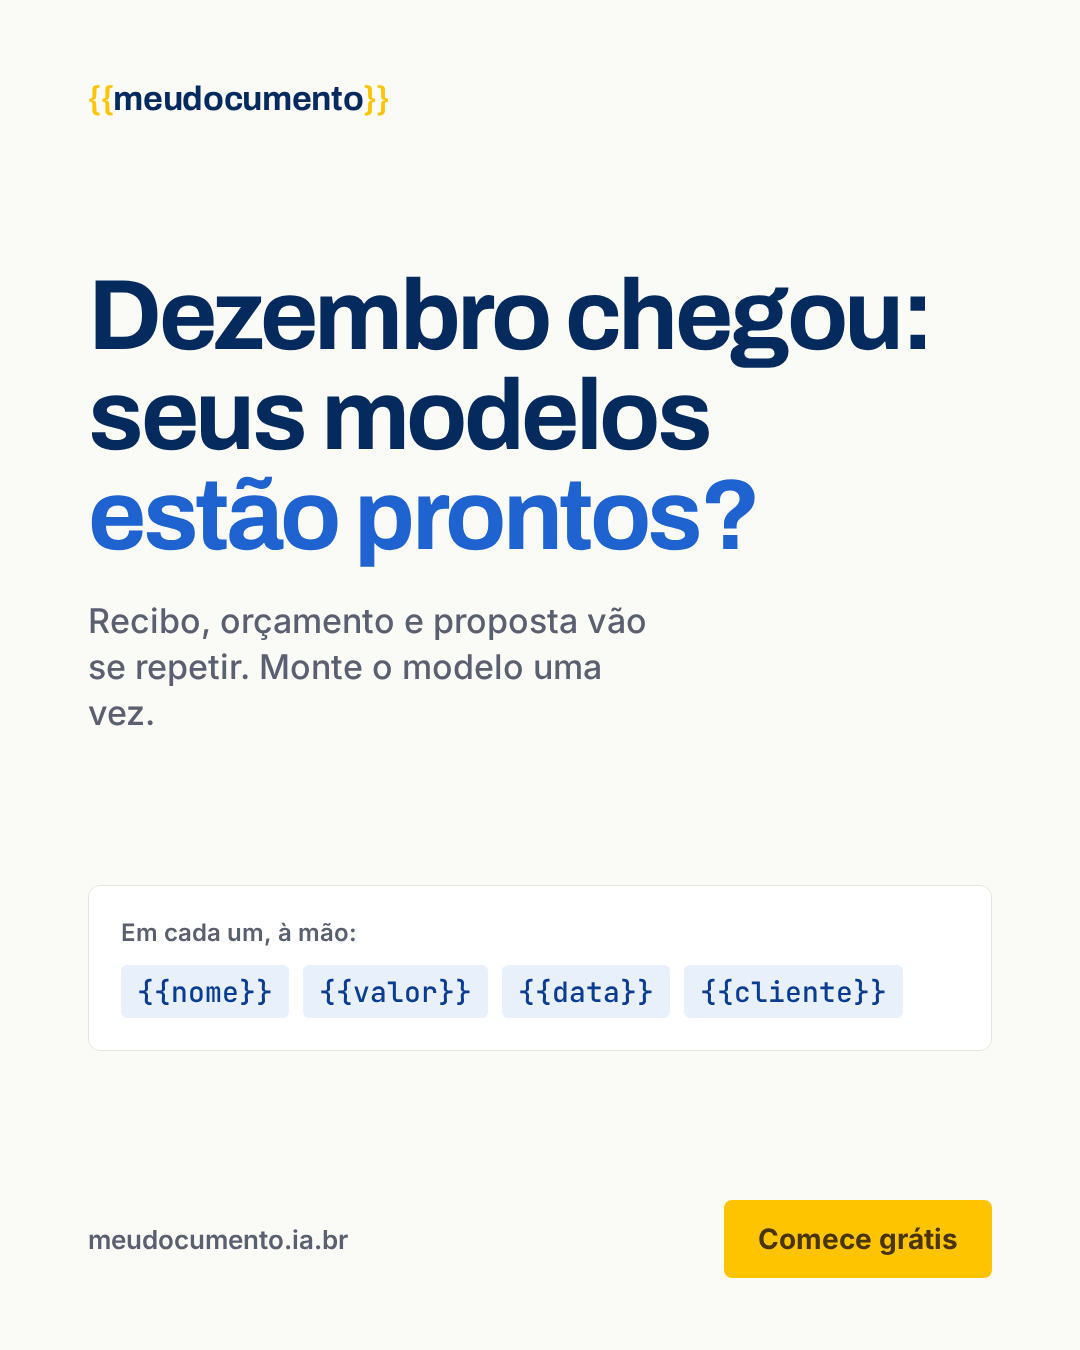 {{meudocumento}}
Dezembro chegou:
seus modelos
estão prontos?
Recibo, orçamento e proposta vão
se repetir. Monte o modelo uma
vez.
Em cada um, à mão:
{{nome}} {{valor}} {{data}} {{cliente}}
meudocumento.ia.br
Comece grátis